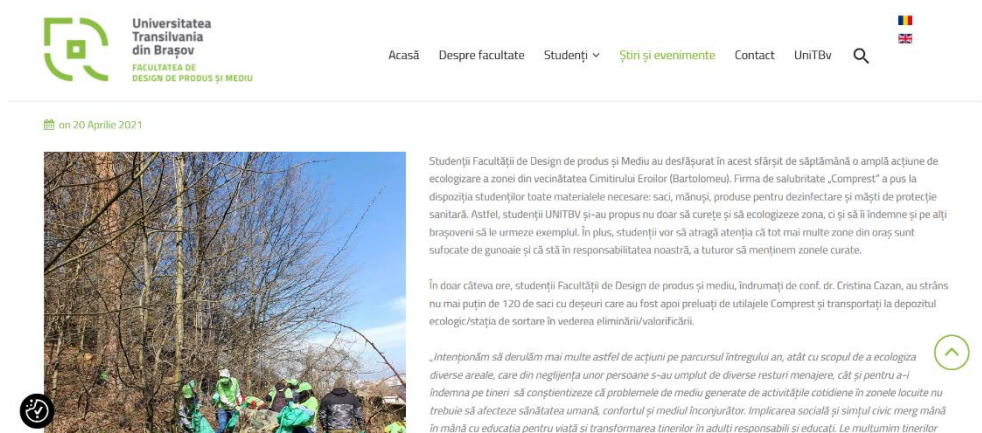 Universitatea
Transilvania
din Brașov
FACULTATEA DE
DESIGN DE PRODUS ȘI MEDIU
Acasă Despre facultate Studenți Știri și evenimente Contact UniTBv
on 20 Aprilie 2021
Studenții Facultății de Design de produs și Mediu au desfășurat în acest sfârșit de săptămână o amplă acțiune de
ecologizare a zonei din vecinătatea Cimitirului Eroilor (Bartolomeu). Firma de salubritate „Comprest” a pus la
dispoziția studenților toate materialele necesare: saci, mănuși, produse pentru dezinfectare și măști de protecție
sanitară. Astfel, studenții UNITBV și-au propus nu doar să curețe și să ecologizeze zona, ci și să îi îndemne și pe alți
brașoveni să le urmeze exemplul. În plus, studenții vor să atragă atenția că tot mai multe zone din oraș sunt
sufocate de gunoaie și că stă în responsabilitatea noastră, a tuturor să menținem zonele curate.
În doar câteva ore, studenții Facultății de Design de produs și mediu, îndrumați de conf. dr. Cristina Cazan, au strâns
nu mai puțin de 120 de saci cu deșeuri care au fost apoi preluați de utilajele Comprest și transportați la depozitul
ecologic/stația de sortare în vederea eliminării/valorificării.
„Intenționăm să derulăm mai multe astfel de acțiuni pe parcursul întregului an, atât cu scopul de a ecologiza
diverse areale, care din neglijența unor persoane s-au umplut de diverse resturi menajere, cât și pentru a-i
îndemna pe tineri să conștientizeze că problemele de mediu generate de activitățile cotidiene în zonele locuite nu
trebuie să afecteze sănătatea umană, confortul și mediul înconjurător. Implicarea socială și simțul civic merg mână
în mână cu educația pentru viață și transformarea tinerilor în adulți responsabili și educați. Le mulțumim tinerilor